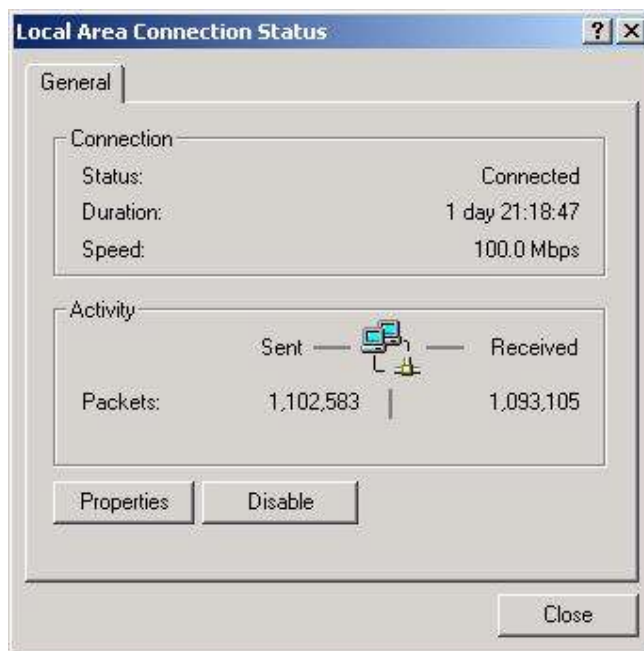 Local Area Connection Status
General
Connection
Status: Connected
Duration: 1 day 21:18:47
Speed: 100.0 Mbps
Activity
Sent Received
Packets: 1,102,583 1,093,105
Properties Disable
Close